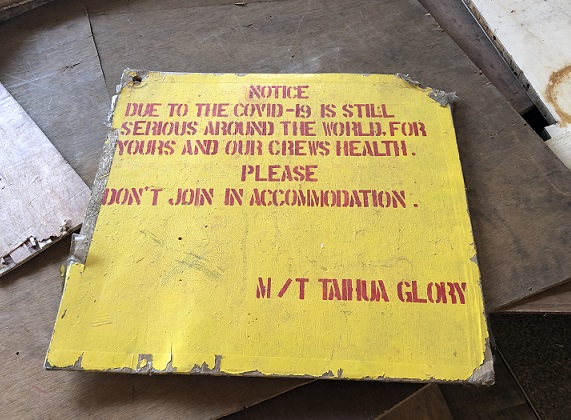 NOTICE
DUE TO THE COVID-19 IS STILL
SERIOUS AROUND THE WORLD, FOR
YOURS AND OUR CREWS HEALTH.
PLEASE
DON'T JOIN IN ACCOMMODATION.
M/T TAIHUA GLORY